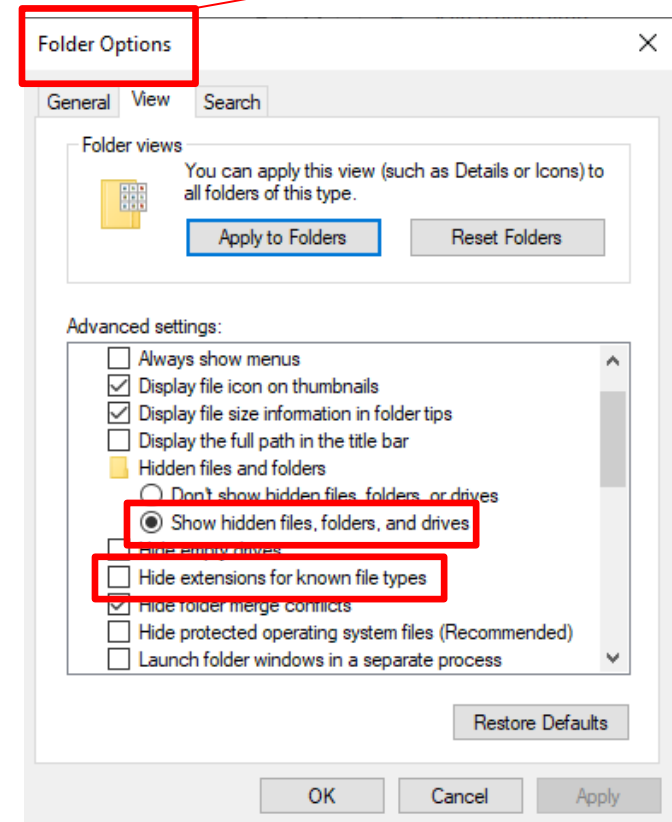 Folder Options
General View Search
Folder views
You can apply this view (such as Details or Icons) to
all folders of this type.
Apply to Folders Reset Folders
Advanced settings:
Always show menus
Display file icon on thumbnails
Display file size information in folder tips
Display the full path in the title bar
Hidden files and folders
Don't show hidden files, folders, or drives
Show hidden files, folders, and drives
Hide empty drives
Hide extensions for known file types
Hide folder merge conflicts
Hide protected operating system files (Recommended)
Launch folder windows in a separate process
Restore Defaults
OK Cancel Apply